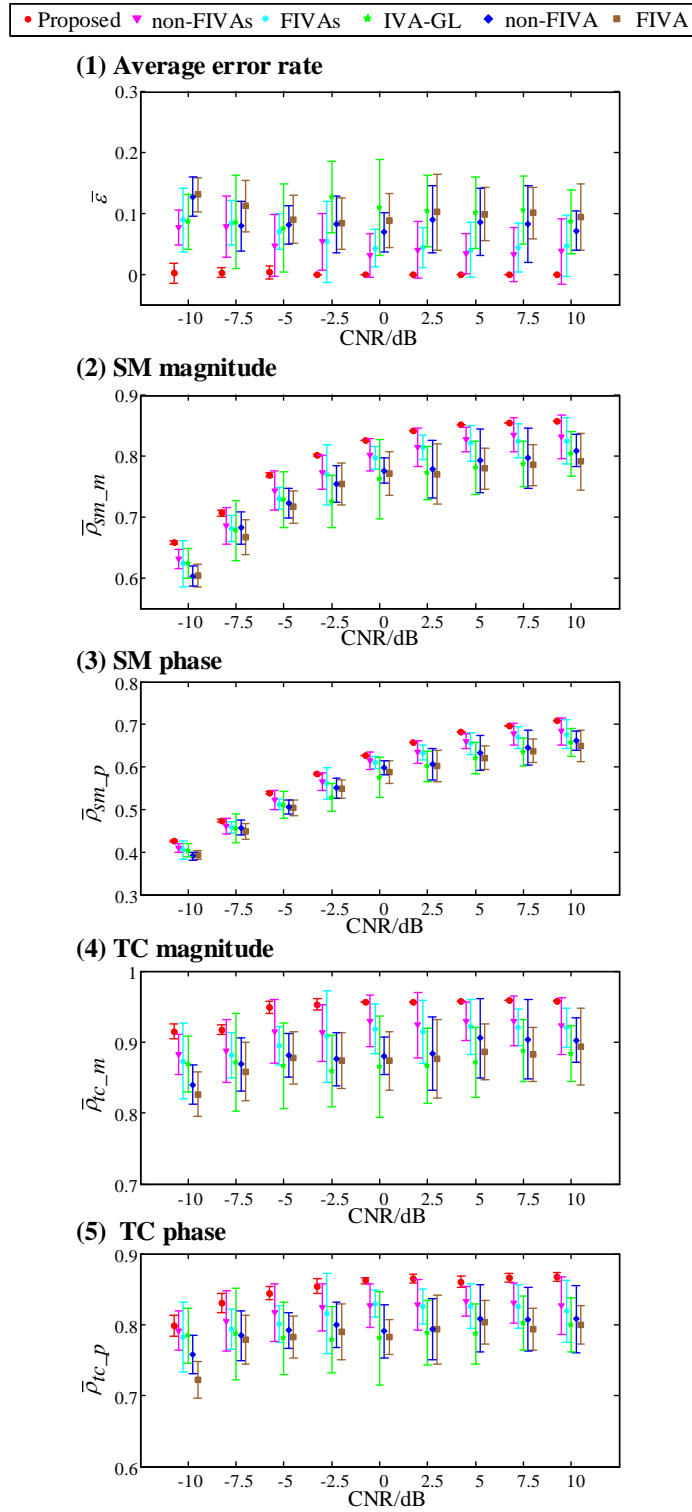 Proposed non-FIVAs FIVAs IVA-GL non-FIVA FIVA
(1) Average error rate
0.3
0.2
0.1
0
ε̅
-10 -7.5 -5 -2.5 0 2.5 5 7.5 10
CNR/dB
(2) SM magnitude
0.9
0.8
0.7
0.6
ρ̅sm_m
-10 -7.5 -5 -2.5 0 2.5 5 7.5 10
CNR/dB
(3) SM phase
0.8
0.7
0.6
0.5
0.4
0.3
ρ̅sm_p
-10 -7.5 -5 -2.5 0 2.5 5 7.5 10
CNR/dB
(4) TC magnitude
1
0.9
0.8
0.7
ρ̅tc_m
-10 -7.5 -5 -2.5 0 2.5 5 7.5 10
CNR/dB
(5) TC phase
0.9
0.8
0.7
0.6
ρ̅tc_p
-10 -7.5 -5 -2.5 0 2.5 5 7.5 10
CNR/dB